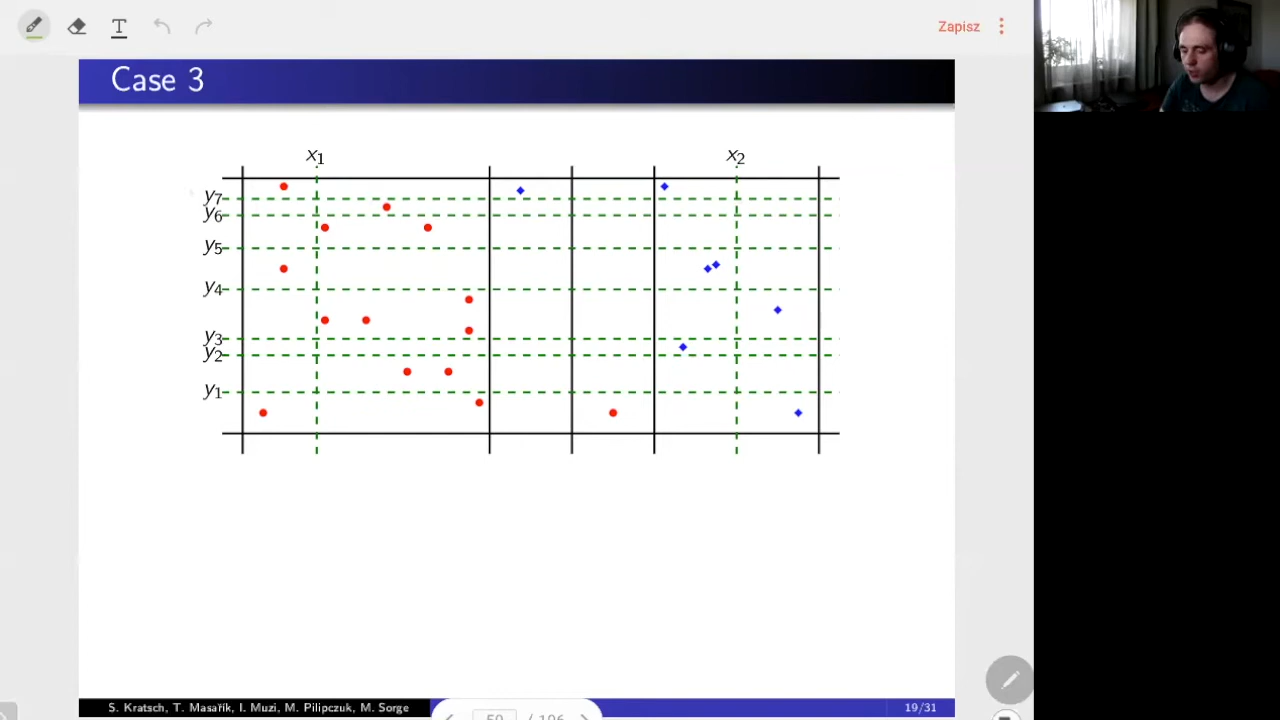 T
Zapisz
Case 3
x1
x2
y7
y6
y5
y4
y3
y2
y1
S. Kratsch, T. Masařík, I. Muzi, M. Pilipczuk, M. Sorge
19/31